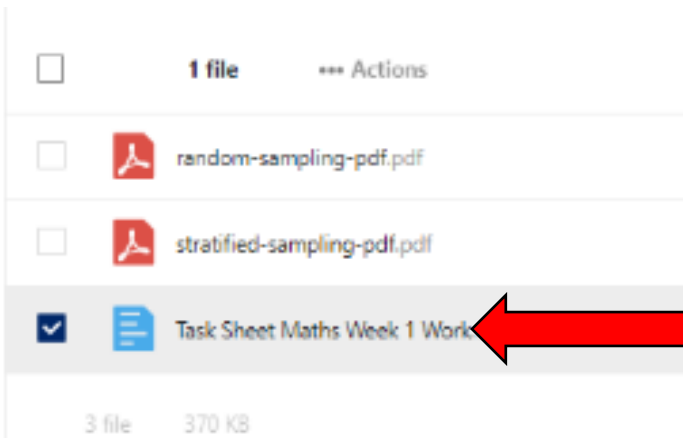 1 file ••• Actions
random-sampling-pdf.pdf
stratified-sampling-pdf.pdf
Task Sheet Maths Week 1 Work
3 file 370 KB